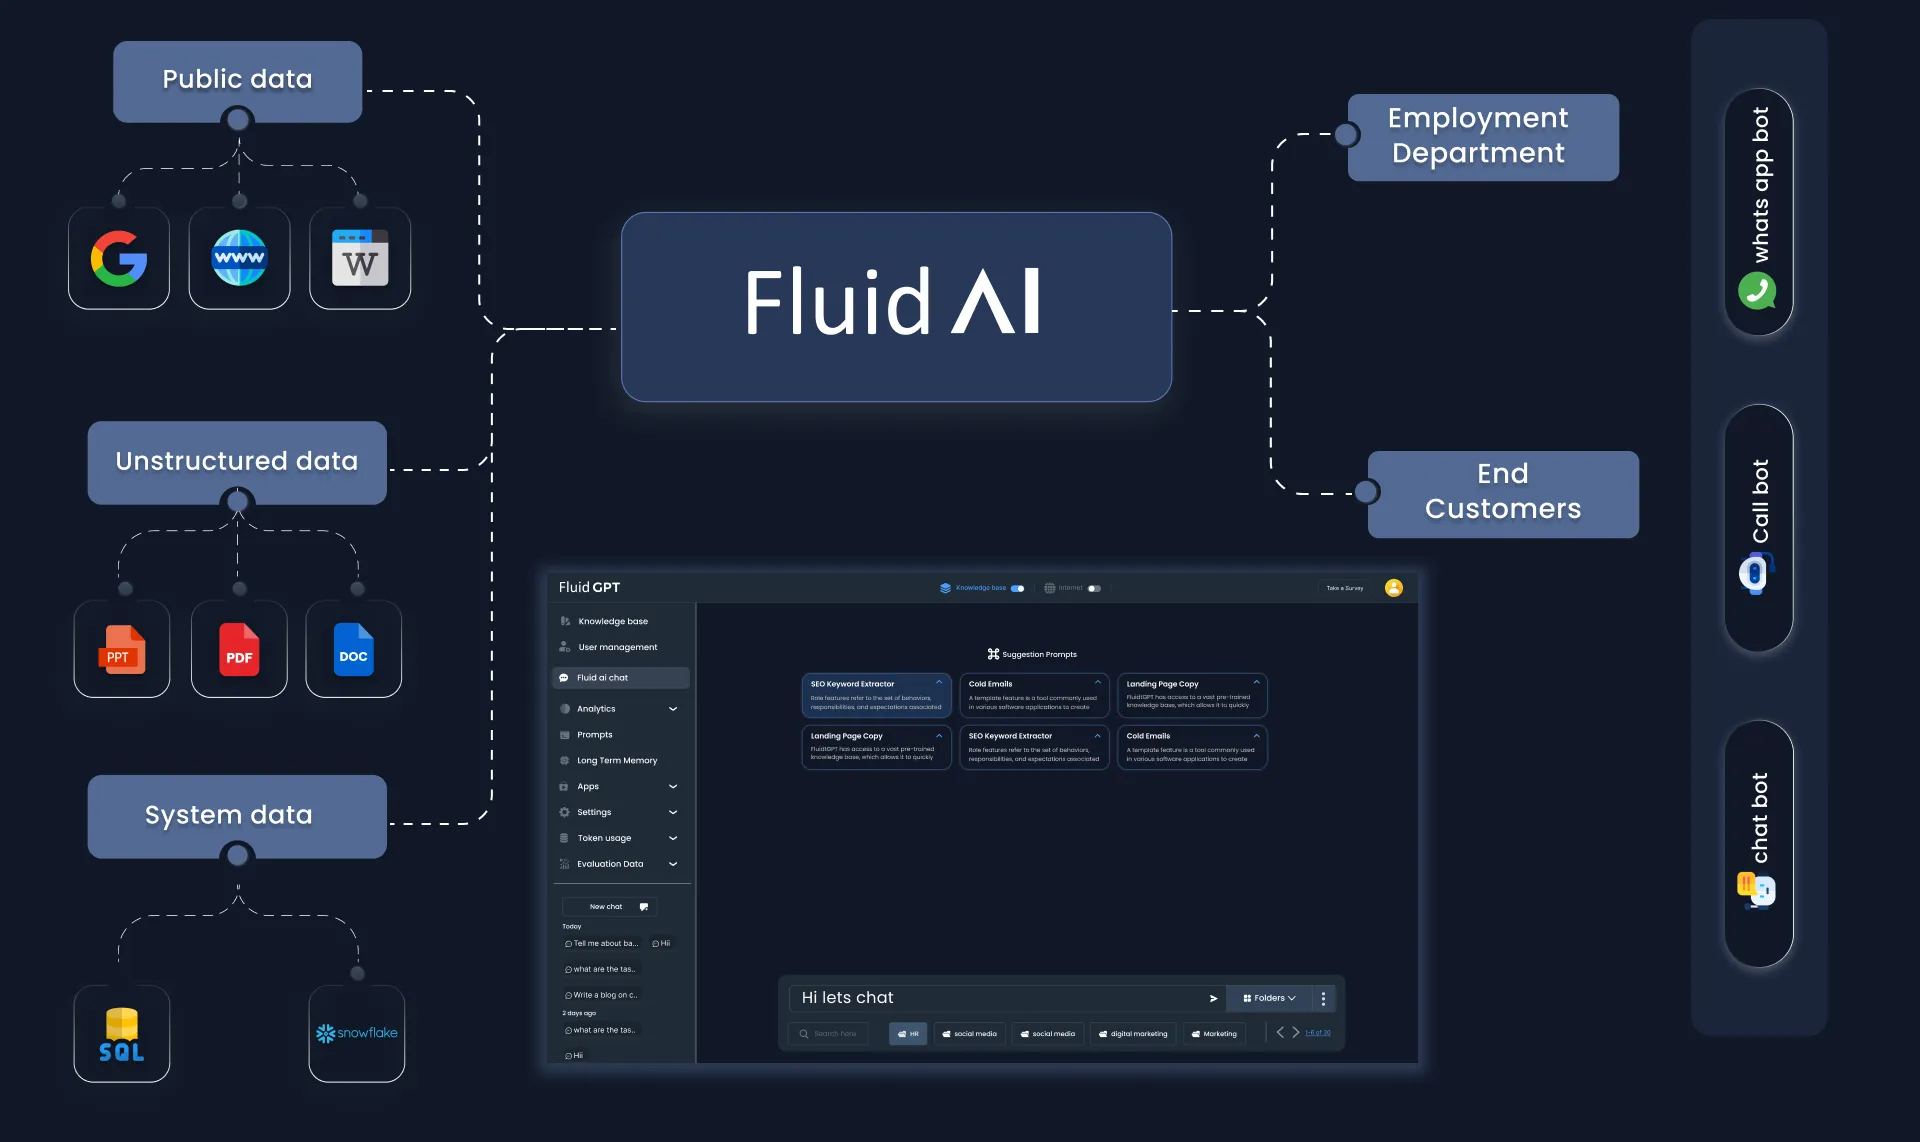 Public data
www
W
Unstructured data
PPT
PDF
DOC
System data
SQL
snowflake
Fluid AI
Employment
Department
End
Customers
whats app bot
Call bot
chat bot
Fluid GPT
Knowledge base
Internet
Take a Survey
Knowledge base
User management
Fluid ai chat
Analytics
Prompts
Long Term Memory
Apps
Settings
Token usage
Evaluation Data
New chat
Today
Tell me about ba...
Hii
what are the tas..
Write a blog on c..
2 days ago
what are the tas..
Hii
Suggestion Prompts
SEO Keyword Extractor
Role features refer to the set of behaviors,
responsibilities, and expectations associated
Cold Emails
A template feature is a tool commonly used
in various software applications to create
Landing Page Copy
FluidtGPT has access to a vast pre-trained
knowledge base, which allows it to quickly
Landing Page Copy
FluidtGPT has access to a vast pre-trained
knowledge base, which allows it to quickly
SEO Keyword Extractor
Role features refer to the set of behaviors,
responsibilities, and expectations associated
Cold Emails
A template feature is a tool commonly used
in various software applications to create
Hi lets chat
Folders
Search here
HR
social media
social media
digital marketing
Marketing
1-6 of 20